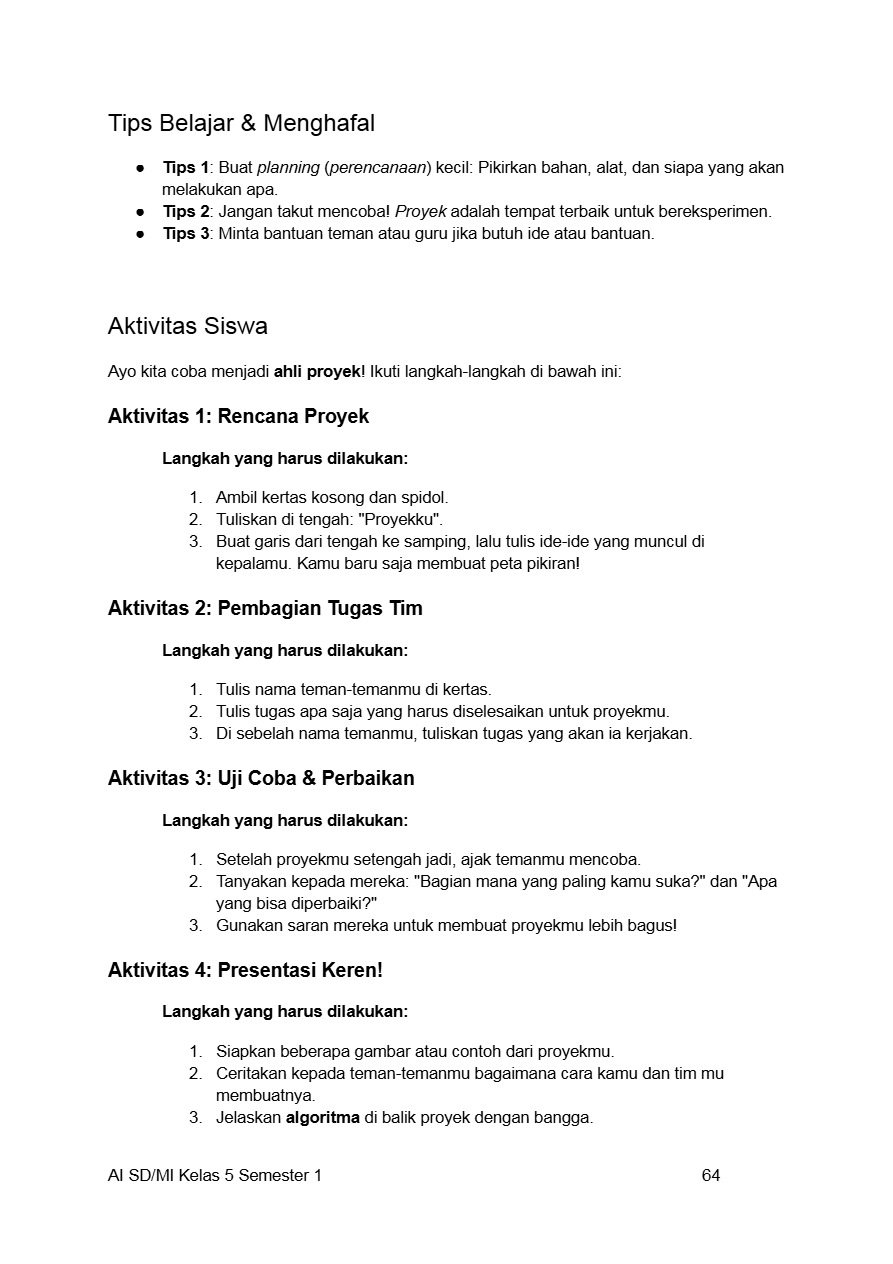 Tips Belajar & Menghafal
● Tips 1: Buat planning (perencanaan) kecil: Pikirkan bahan, alat, dan siapa yang akan
melakukan apa.
● Tips 2: Jangan takut mencoba! Proyek adalah tempat terbaik untuk bereksperimen.
● Tips 3: Minta bantuan teman atau guru jika butuh ide atau bantuan.
Aktivitas Siswa
Ayo kita coba menjadi ahli proyek! Ikuti langkah-langkah di bawah ini:
Aktivitas 1: Rencana Proyek
Langkah yang harus dilakukan:
1. Ambil kertas kosong dan spidol.
2. Tuliskan di tengah: "Proyekku".
3. Buat garis dari tengah ke samping, lalu tulis ide-ide yang muncul di
kepalamu. Kamu baru saja membuat peta pikiran!
Aktivitas 2: Pembagian Tugas Tim
Langkah yang harus dilakukan:
1. Tulis nama teman-temanmu di kertas.
2. Tulis tugas apa saja yang harus diselesaikan untuk proyekmu.
3. Di sebelah nama temanmu, tuliskan tugas yang akan ia kerjakan.
Aktivitas 3: Uji Coba & Perbaikan
Langkah yang harus dilakukan:
1. Setelah proyekmu setengah jadi, ajak temanmu mencoba.
2. Tanyakan kepada mereka: "Bagian mana yang paling kamu suka?" dan "Apa
yang bisa diperbaiki?"
3. Gunakan saran mereka untuk membuat proyekmu lebih bagus!
Aktivitas 4: Presentasi Keren!
Langkah yang harus dilakukan:
1. Siapkan beberapa gambar atau contoh dari proyekmu.
2. Ceritakan kepada teman-temanmu bagaimana cara kamu dan tim mu
membuatnya.
3. Jelaskan algoritma di balik proyek dengan bangga.
AI SD/MI Kelas 5 Semester 1 64